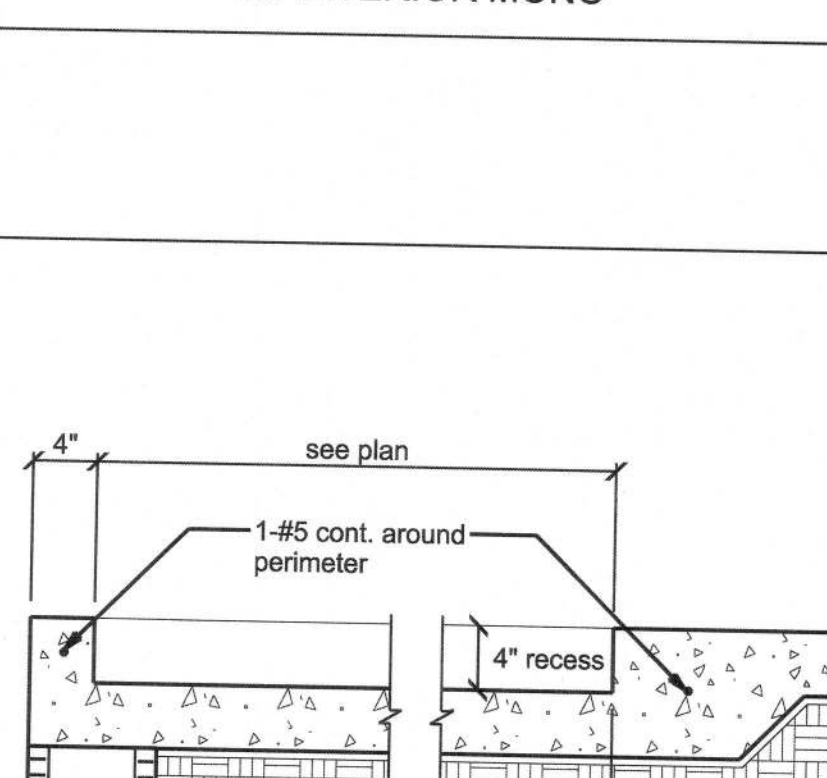 4"
see plan
1-#5 cont. around
perimeter
4" recess